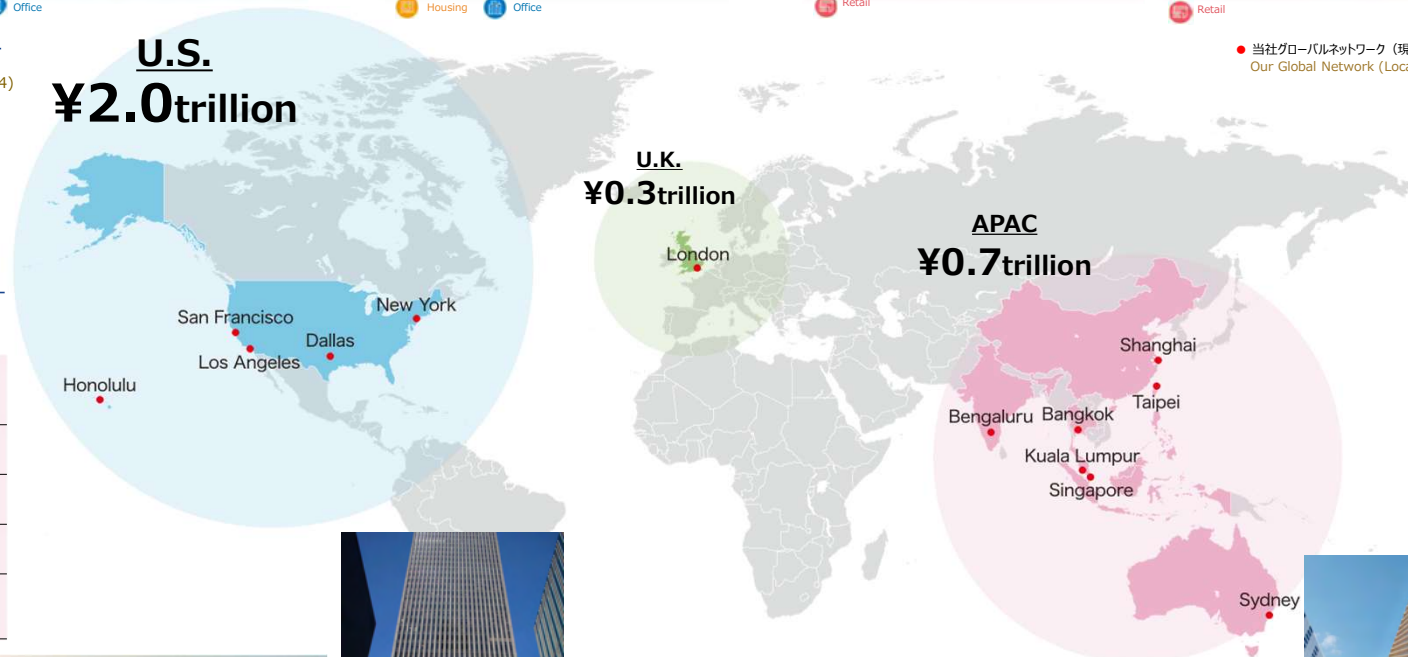 Office
Housing
Office
Retail
Retail
U.S.
¥2.0trillion
4)
● 当社グローバルネットワーク（現
Our Global Network (Loca
U.K.
¥0.3trillion
APAC
¥0.7trillion
London
San Francisco
New York
Dallas
Los Angeles
Honolulu
Shanghai
Taipei
Bengaluru
Bangkok
Kuala Lumpur
Singapore
Sydney